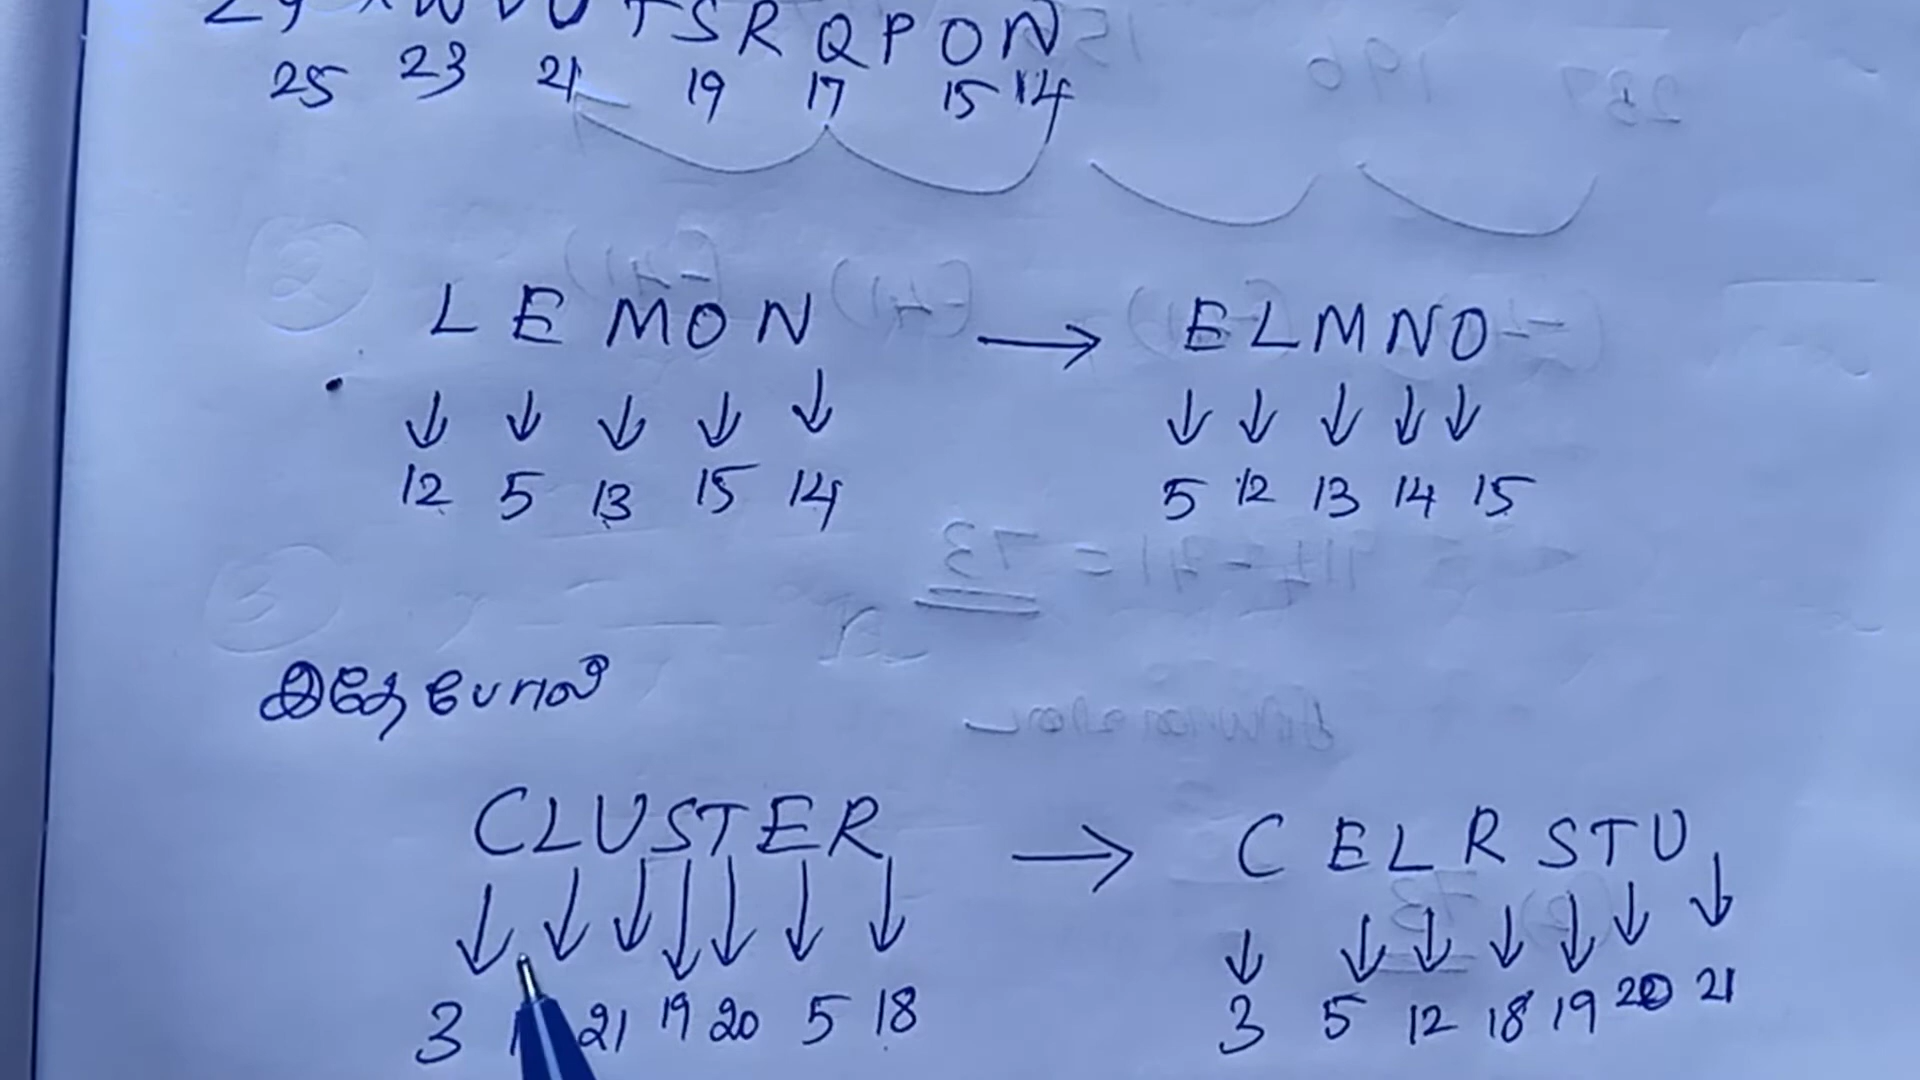 Z Y X W V U T S R Q P O N
25 23 21 19 17 15 14
L E M O N → E L M N O
12 5 13 15 14 5 12 13 14 15
இதே போல்
CLUSTER → C E L R S T U
3 21 19 20 5 18 3 5 12 18 19 20 21